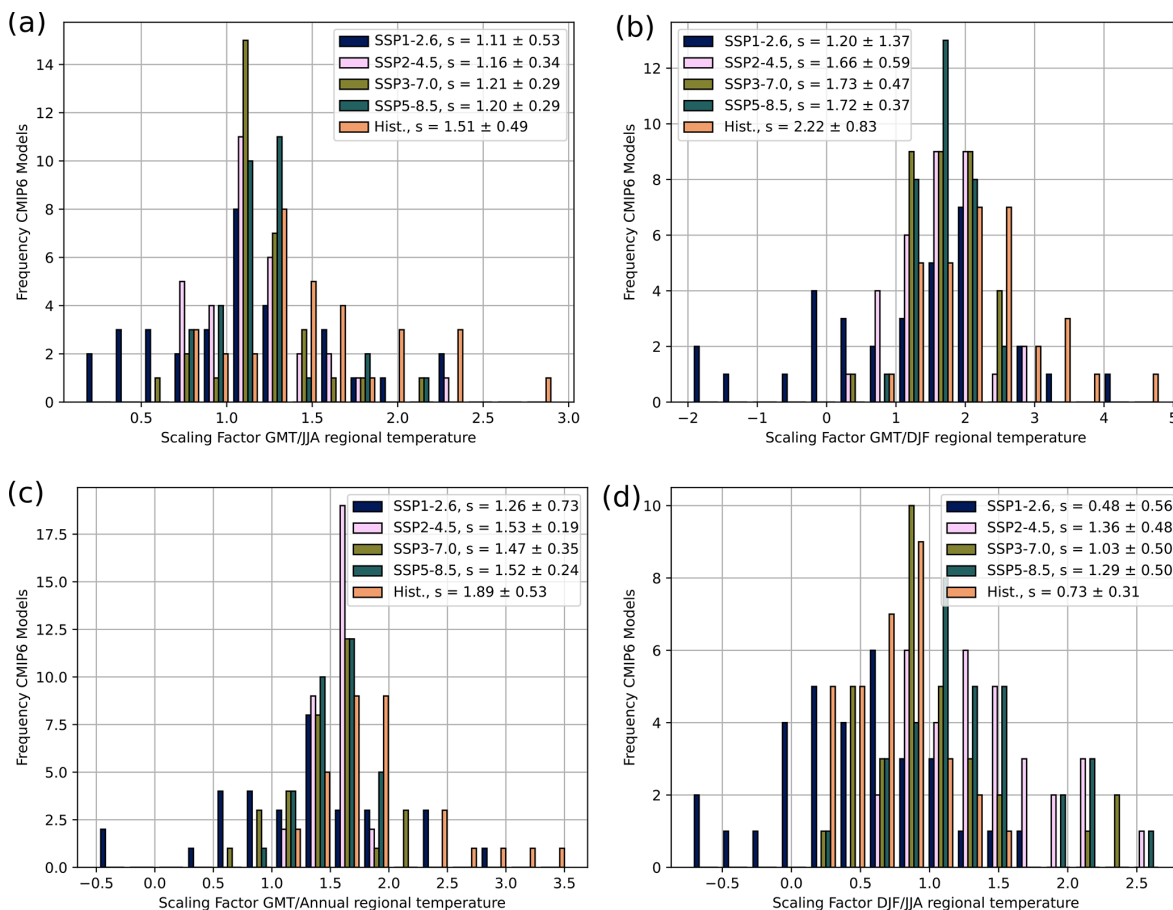 (a)
SSP1-2.6, s = 1.11 ± 0.53
SSP2-4.5, s = 1.16 ± 0.34
SSP3-7.0, s = 1.21 ± 0.29
SSP5-8.5, s = 1.20 ± 0.29
Hist., s = 1.51 ± 0.49
Frequency CMIP6 Models
14
12
10
8
6
4
2
0
0.5 1.0 1.5 2.0 2.5 3.0
Scaling Factor GMT/JJA regional temperature
(b)
SSP1-2.6, s = 1.20 ± 1.37
SSP2-4.5, s = 1.66 ± 0.59
SSP3-7.0, s = 1.73 ± 0.47
SSP5-8.5, s = 1.72 ± 0.37
Hist., s = 2.22 ± 0.83
Frequency CMIP6 Models
12
10
8
6
4
2
0
−2 −1 0 1 2 3 4 5
Scaling Factor GMT/DJF regional temperature
(c)
SSP1-2.6, s = 1.26 ± 0.73
SSP2-4.5, s = 1.53 ± 0.19
SSP3-7.0, s = 1.47 ± 0.35
SSP5-8.5, s = 1.52 ± 0.24
Hist., s = 1.89 ± 0.53
Frequency CMIP6 Models
17.5
15.0
12.5
10.0
7.5
5.0
2.5
0.0
−0.5 0.0 0.5 1.0 1.5 2.0 2.5 3.0 3.5
Scaling Factor GMT/Annual regional temperature
(d)
SSP1-2.6, s = 0.48 ± 0.56
SSP2-4.5, s = 1.36 ± 0.48
SSP3-7.0, s = 1.03 ± 0.50
SSP5-8.5, s = 1.29 ± 0.50
Hist., s = 0.73 ± 0.31
Frequency CMIP6 Models
10
8
6
4
2
0
−0.5 0.0 0.5 1.0 1.5 2.0 2.5
Scaling Factor DJF/JJA regional temperature